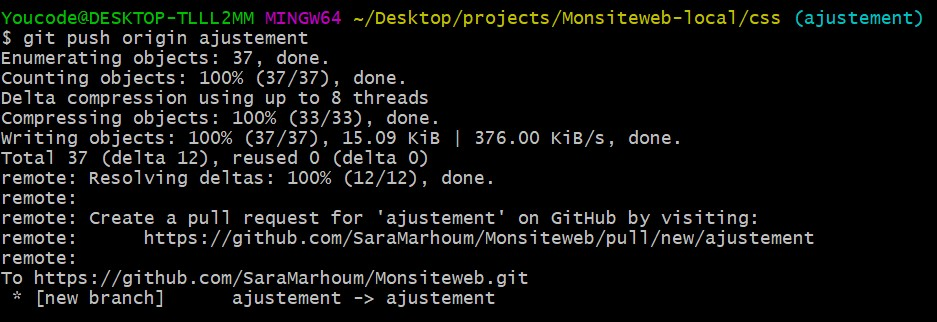 Youcode@DESKTOP-TLLL2MM MINGW64 ~/Desktop/projects/Monsiteweb-local/css (ajustement)
$ git push origin ajustement
Enumerating objects: 37, done.
Counting objects: 100% (37/37), done.
Delta compression using up to 8 threads
Compressing objects: 100% (33/33), done.
Writing objects: 100% (37/37), 15.09 KiB | 376.00 KiB/s, done.
Total 37 (delta 12), reused 0 (delta 0)
remote: Resolving deltas: 100% (12/12), done.
remote:
remote: Create a pull request for 'ajustement' on GitHub by visiting:
remote:      https://github.com/SaraMarhoum/Monsiteweb/pull/new/ajustement
remote:
To https://github.com/SaraMarhoum/Monsiteweb.git
 * [new branch]      ajustement -> ajustement